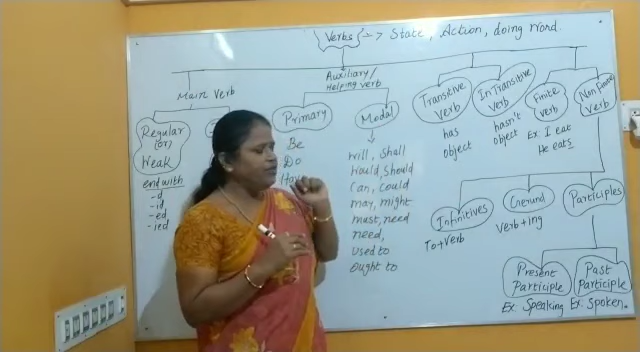 Verbs -> State, Action, doing word.
Main Verb
Auxiliary/
Helping verb
Transitive
Verb
has
object
InTransitive
verb
hasn't
object
Finite
verb
Ex. I eat
He eats
Non finite
verb
Regular
(or)
Weak
end with
-d
-id
-ed
-ied
Primary
Be
Do
Modal
Will, Shall
Would, Should
Can, could
may, might
must, need
need,
used to
ought to
Infinitives
To+Verb
Gerund
Verb+ing
Participles
Present
Participle
Ex. Speaking
Past
Participle
Ex. Spoken.